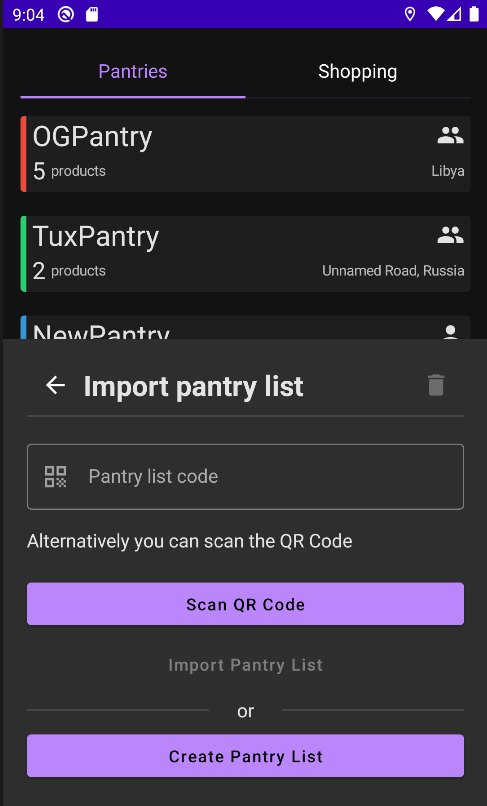 9:04
Pantries
Shopping
OGPantry
5 products
Libya
TuxPantry
2 products
Unnamed Road, Russia
NewPantry
Import pantry list
Pantry list code
Alternatively you can scan the QR Code
Scan QR Code
Import Pantry List
or
Create Pantry List